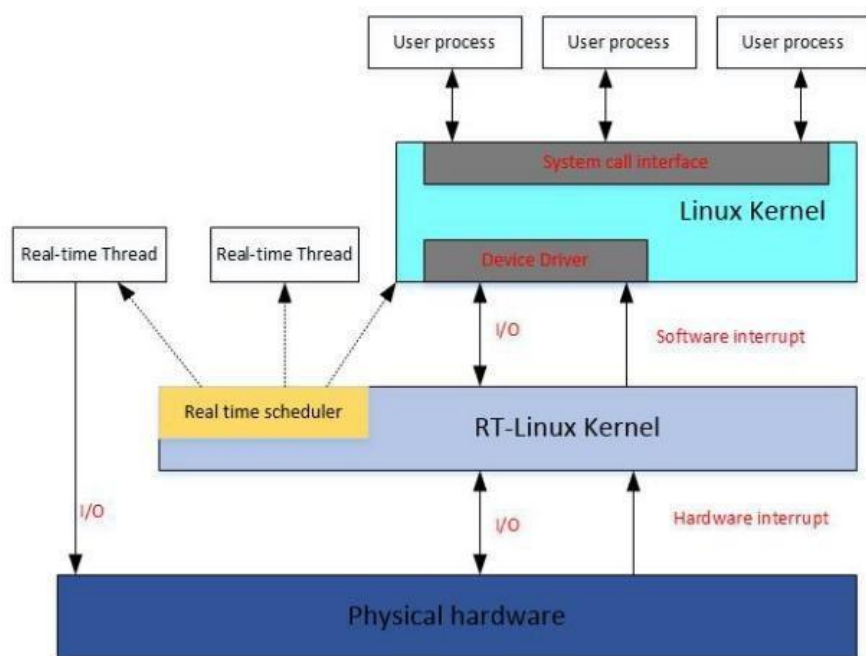 User process
User process
User process
System call interface
Linux Kernel
Real-time Thread
Real-time Thread
Device Driver
I/O
Software interrupt
Real time scheduler
RT-Linux Kernel
I/O
I/O
Hardware interrupt
Physical hardware